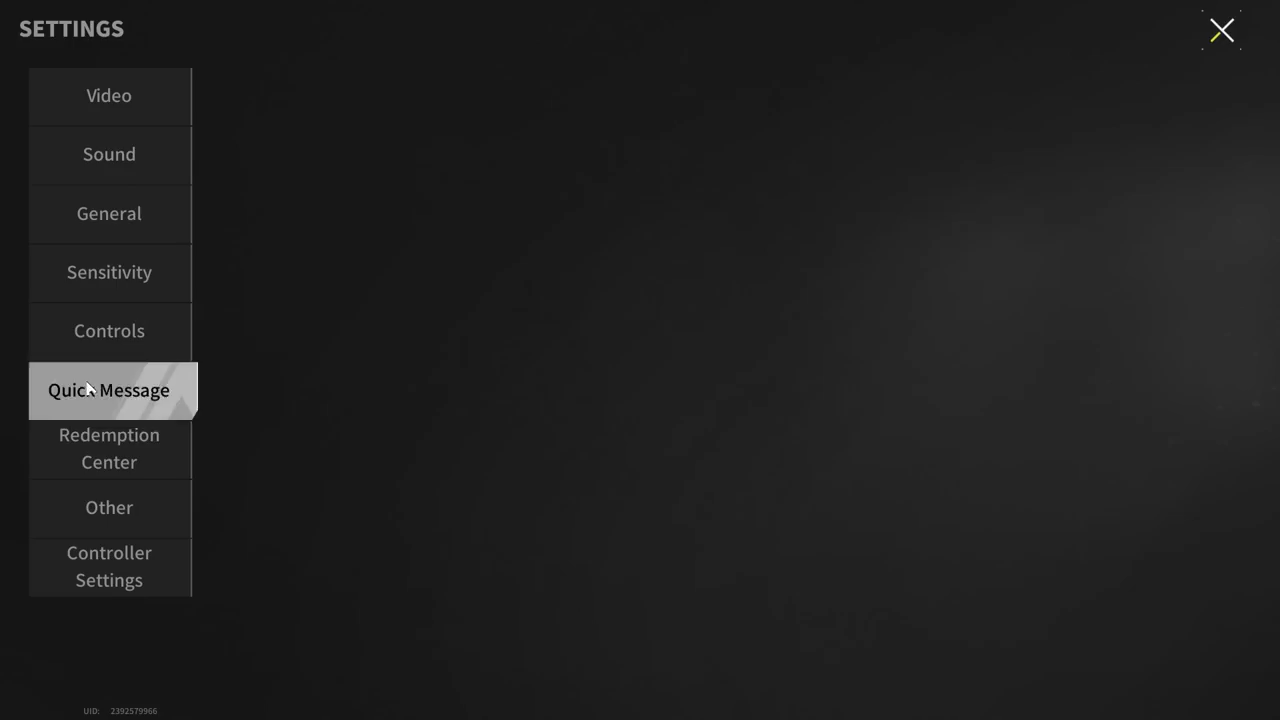 SETTINGS
Video
Sound
General
Sensitivity
Controls
Quick Message
Redemption
Center
Other
Controller
Settings
UID: 2392579966